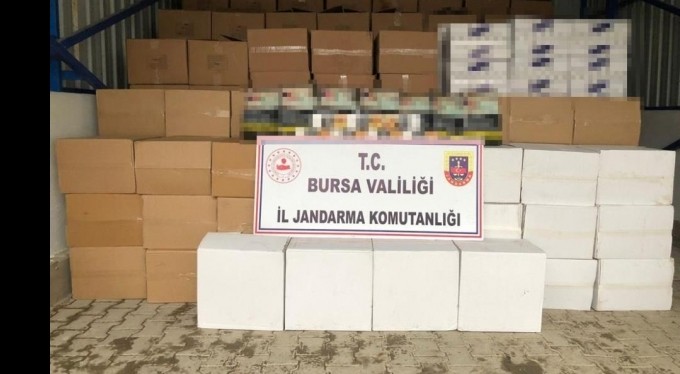 T.C.
BURSA VALİLİĞİ
İL JANDARMA KOMUTANLIĞI